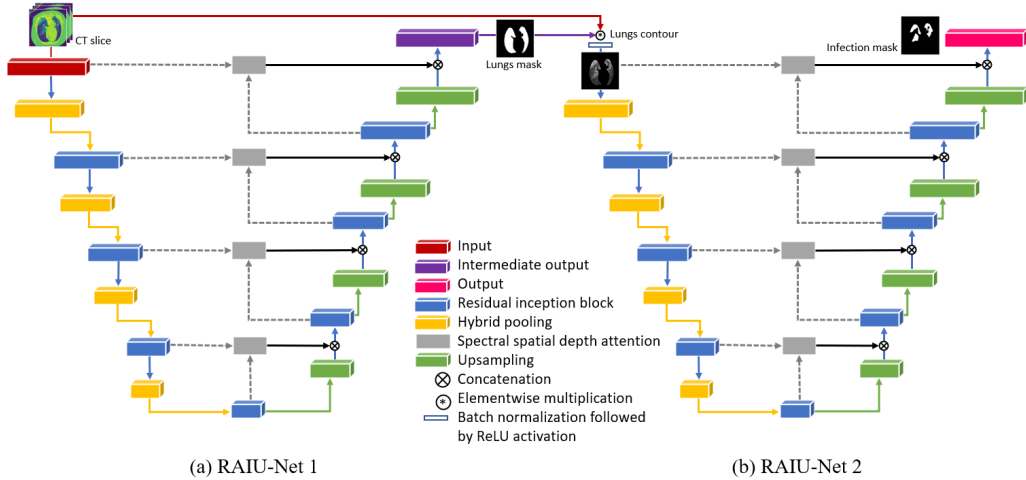 CT slice
Lungs mask
Lungs contour
Infection mask
Input
Intermediate output
Output
Residual inception block
Hybrid pooling
Spectral spatial depth attention
Upsampling
Concatenation
Elementwise multiplication
Batch normalization followed
by ReLU activation
(a) RAIU-Net 1
(b) RAIU-Net 2